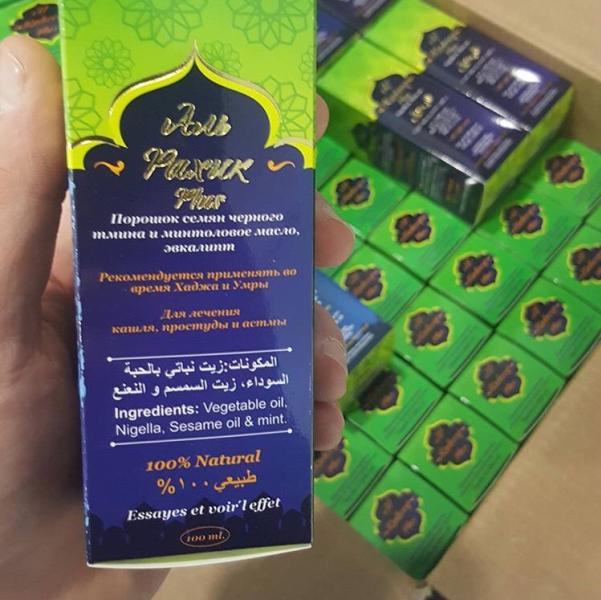 Аль
Рахик
Plus
Порошок семян черного
тмина и минтоловое масло,
эвкалипт
Рекомендуется применять во
время Хаджа и Умры
Для лечения
кашля, простуды и астмы
المكونات:زيت نباتي بالحبة
السوداء، زيت السمسم و النعنع
Ingredients: Vegetable oil,
Nigella, Sesame oil & mint.
100% Natural
طبيعي ١٠٠%
Essayes et voir'l effet
100 ml.